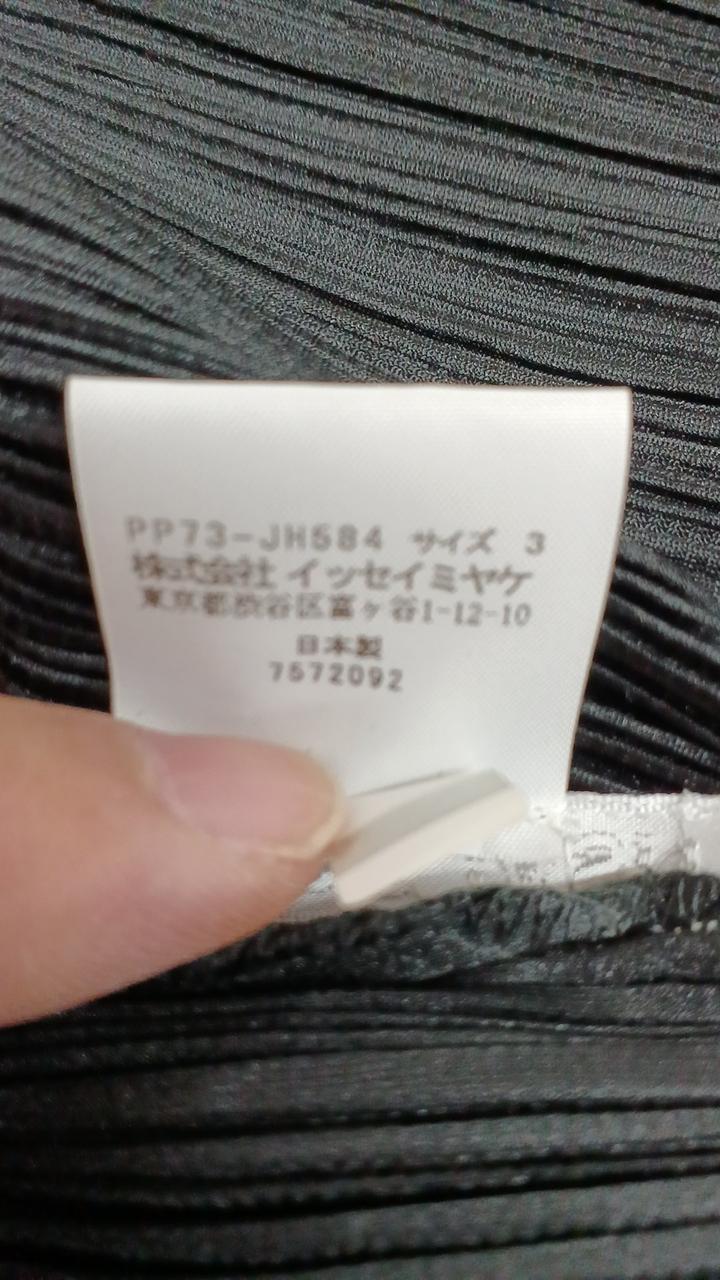 PP73-JH584 サイズ 3
株式会社 イッセイミヤケ
東京都渋谷区富ヶ谷1-12-10
日本製
7572092